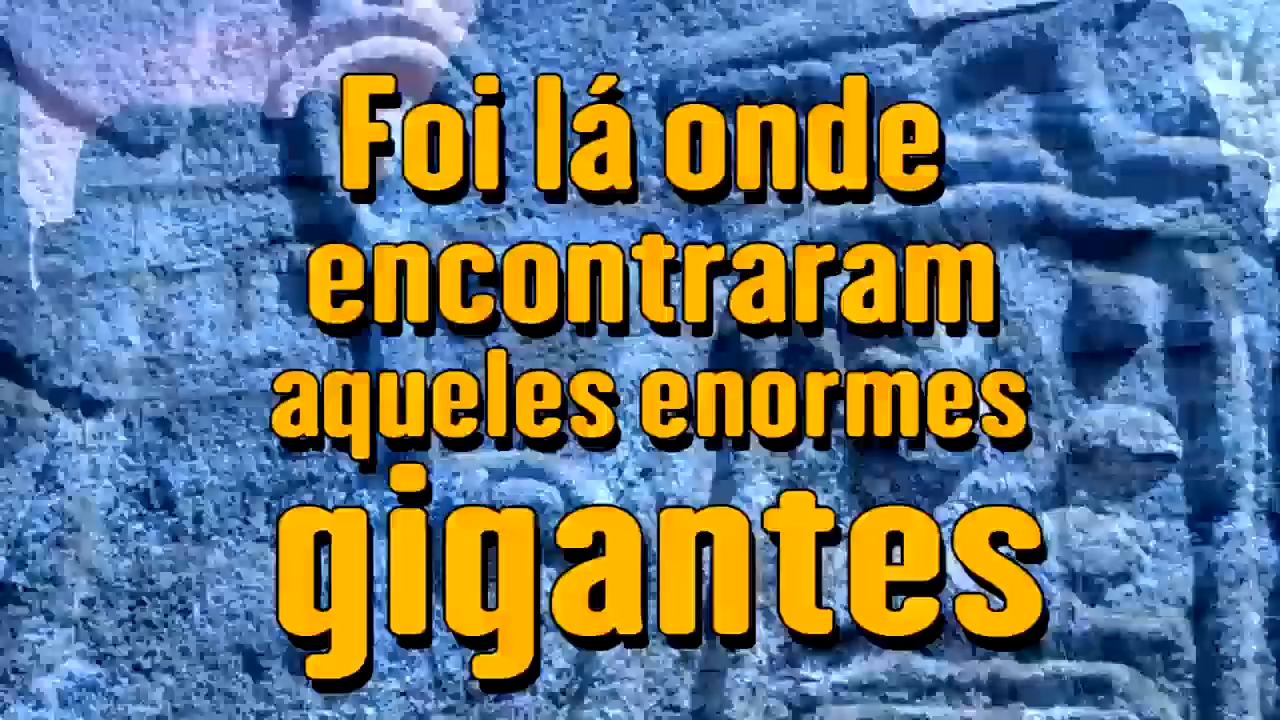 Foi lá onde
encontraram
aqueles enormes
gigantes